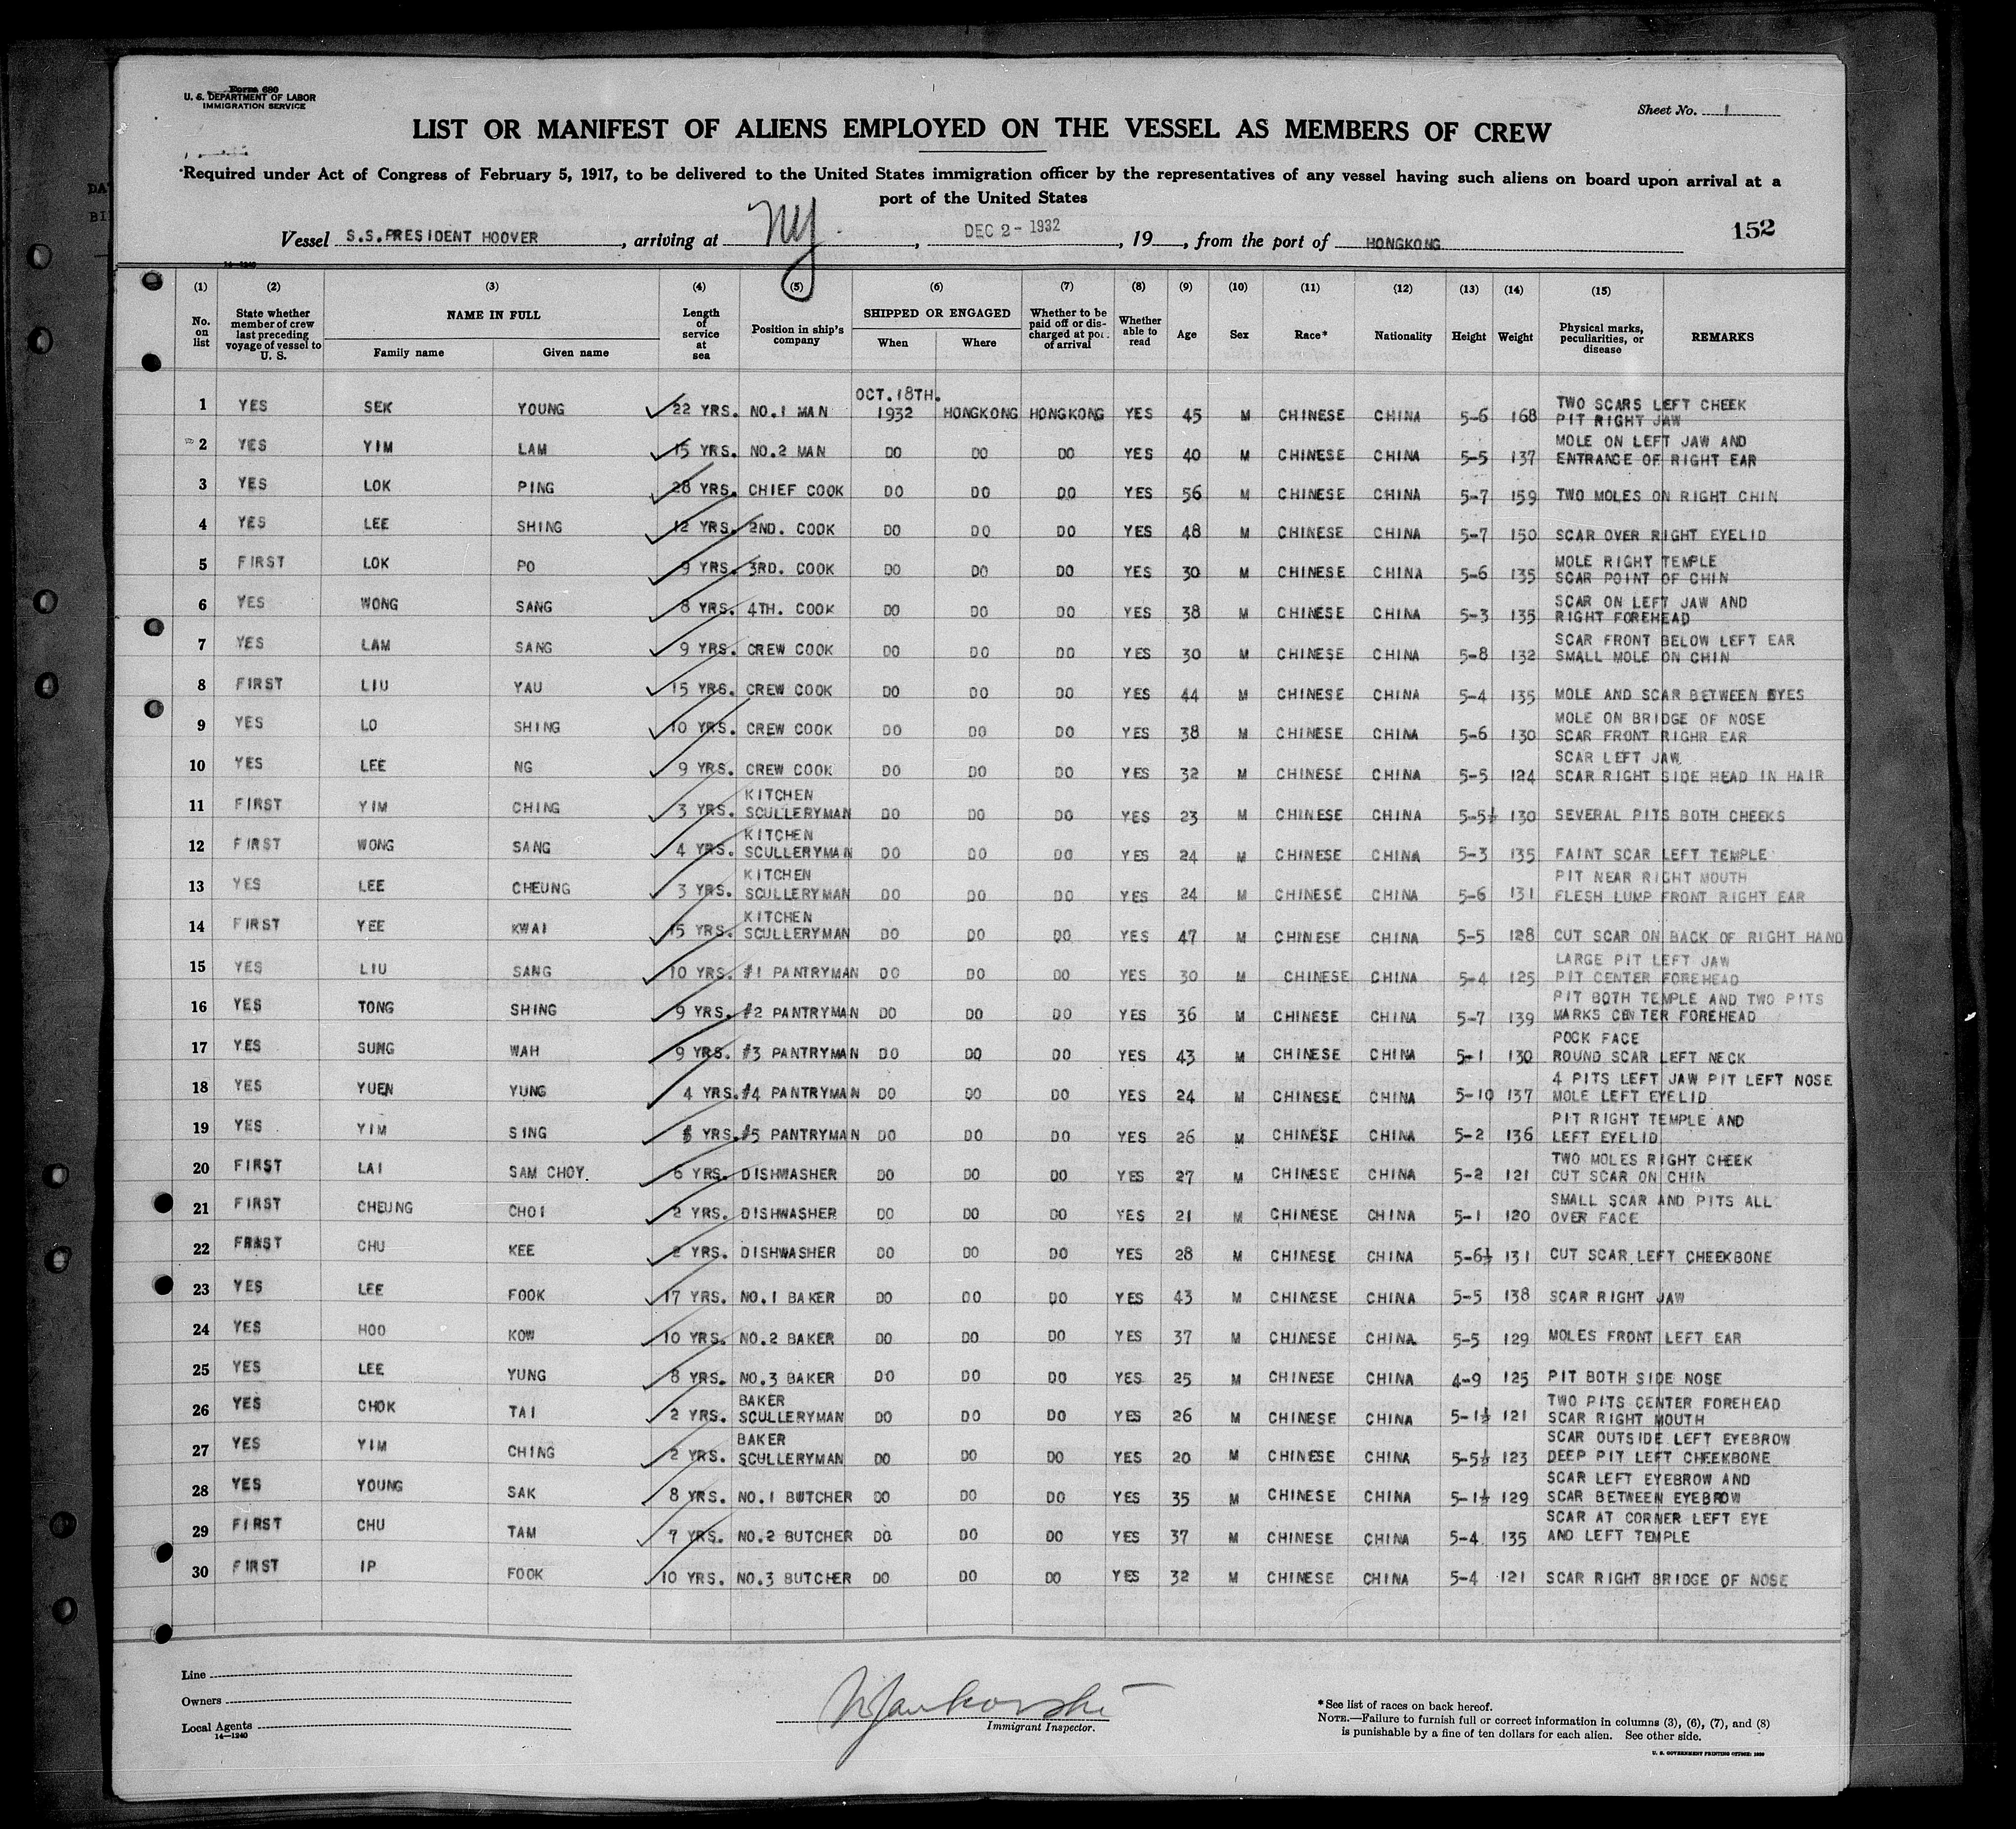 Form 680
U. S. DEPARTMENT OF LABOR
IMMIGRATION SERVICE
Sheet No. 1
LIST OR MANIFEST OF ALIENS EMPLOYED ON THE VESSEL AS MEMBERS OF CREW
Required under Act of Congress of February 5, 1917, to be delivered to the United States immigration officer by the representatives of any vessel having such aliens on board upon arrival at a
port of the United States
Vessel S.S.PRESIDENT HOOVER, arriving at NY, DEC 2-1932, 19, from the port of HONGKONG
152
14-1240
(1) (2) (3) (4) (5) (6) (7) (8) (9) (10) (11) (12) (13) (14) (15)
No. on list State whether member of crew last preceding voyage of vessel to U. S. NAME IN FULL Family name Given name Length of service at sea Position in ship's company SHIPPED OR ENGAGED When Where Whether to be paid off or discharged at port of arrival Whether able to read Age Sex Race* Nationality Height Weight Physical marks, peculiarities, or disease REMARKS
1 YES SEK YOUNG 22 YRS. NO.1 MAN OCT.18TH. 1932 HONGKONG HONGKONG YES 45 M CHINESE CHINA 5-6 168 TWO SCARS LEFT CHEEK PIT RIGHT JAW
2 YES YIM LAM 15 YRS. NO.2 MAN DO DO DO YES 40 M CHINESE CHINA 5-5 137 MOLE ON LEFT JAW AND ENTRANCE OF RIGHT EAR
3 YES LOK PING 28 YRS. CHIEF COOK DO DO DO YES 56 M CHINESE CHINA 5-7 159 TWO MOLES ON RIGHT CHIN
4 YES LEE SHING 12 YRS. 2ND. COOK DO DO DO YES 48 M CHINESE CHINA 5-7 150 SCAR OVER RIGHT EYELID
5 FIRST LOK PO 9 YRS. 3RD. COOK DO DO DO YES 30 M CHINESE CHINA 5-6 135 MOLE RIGHT TEMPLE SCAR POINT OF CHIN
6 YES WONG SANG 8 YRS. 4TH. COOK DO DO DO YES 38 M CHINESE CHINA 5-3 135 SCAR ON LEFT JAW AND RIGHT FOREHEAD
7 YES LAM SANG 9 YRS. CREW COOK DO DO DO YES 30 M CHINESE CHINA 5-8 132 SCAR FRONT BELOW LEFT EAR SMALL MOLE ON CHIN
8 FIRST LIU YAU 15 YRS. CREW COOK DO DO DO YES 44 M CHINESE CHINA 5-4 135 MOLE AND SCAR BETWEEN EYES
9 YES LO SHING 10 YRS. CREW COOK DO DO DO YES 38 M CHINESE CHINA 5-6 130 MOLE ON BRIDGE OF NOSE SCAR FRONT RIGHR EAR
10 YES LEE NG 9 YRS. CREW COOK DO DO DO YES 32 M CHINESE CHINA 5-5 124 SCAR LEFT JAW SCAR RIGHT SIDE HEAD IN HAIR
11 FIRST YIM CHING 3 YRS. KITCHEN SCULLERYMAN DO DO DO YES 23 M CHINESE CHINA 5-5½ 130 SEVERAL PITS BOTH CHEEKS
12 FIRST WONG SANG 4 YRS. KITCHEN SCULLERYMAN DO DO DO YES 24 M CHINESE CHINA 5-3 135 FAINT SCAR LEFT TEMPLE
13 YES LEE CHEUNG 3 YRS. KITCHEN SCULLERYMAN DO DO DO YES 24 M CHINESE CHINA 5-6 131 PIT NEAR RIGHT MOUTH FLESH LUMP FRONT RIGHT EAR
14 FIRST YEE KWAI 15 YRS. KITCHEN SCULLERYMAN DO DO DO YES 47 M CHINESE CHINA 5-5 128 CUT SCAR ON BACK OF RIGHT HAND
15 YES LIU SANG 10 YRS. #1 PANTRYMAN DO DO DO YES 30 M CHINESE CHINA 5-4 125 LARGE PIT LEFT JAW PIT CENTER FOREHEAD
16 YES TONG SHING 9 YRS. #2 PANTRYMAN DO DO DO YES 36 M CHINESE CHINA 5-7 139 PIT BOTH TEMPLE AND TWO PITS MARKS CENTER FOREHEAD
17 YES SUNG WAH 9 YRS. #3 PANTRYMAN DO DO DO YES 43 M CHINESE CHINA 5-1 130 POCK FACE ROUND SCAR LEFT NECK
18 YES YUEN YUNG 4 YRS. #4 PANTRYMAN DO DO DO YES 24 M CHINESE CHINA 5-10 137 4 PITS LEFT JAW PIT LEFT NOSE MOLE LEFT EYELID
19 YES YIM SING YRS. #5 PANTRYMAN DO DO DO YES 26 M CHINESE CHINA 5-2 136 PIT RIGHT TEMPLE AND LEFT EYELID
20 FIRST LAI SAM CHOY. 6 YRS. DISHWASHER DO DO DO YES 27 M CHINESE CHINA 5-2 121 TWO MOLES RIGHT CHEEK CUT SCAR ON CHIN
21 FIRST CHEUNG CHOI 2 YRS. DISHWASHER DO DO DO YES 21 M CHINESE CHINA 5-1 120 SMALL SCAR AND PITS ALL OVER FACE
22 FIRST CHU KEE 2 YRS. DISHWASHER DO DO DO YES 28 M CHINESE CHINA 5-6½ 131 CUT SCAR LEFT CHEEKBONE
23 YES LEE FOOK 17 YRS. NO.1 BAKER DO DO DO YES 43 M CHINESE CHINA 5-5 138 SCAR RIGHT JAW
24 YES HOO KOW 10 YRS. NO.2 BAKER DO DO DO YES 37 M CHINESE CHINA 5-5 129 MOLES FRONT LEFT EAR
25 YES LEE YUNG 8 YRS. NO.3 BAKER DO DO DO YES 25 M CHINESE CHINA 4-9 125 PIT BOTH SIDE NOSE
26 YES CHOK TAI 2 YRS. BAKER SCULLERYMAN DO DO DO YES 26 M CHINESE CHINA 5-1½ 121 TWO PITS CENTER FOREHEAD SCAR RIGHT MOUTH
27 YES YIM CHING 2 YRS. BAKER SCULLERYMAN DO DO DO YES 20 M CHINESE CHINA 5-5½ 123 SCAR OUTSIDE LEFT EYEBROW DEEP PIT LEFT CHEEKBONE
28 YES YOUNG SAK 8 YRS. NO.1 BUTCHER DO DO DO YES 35 M CHINESE CHINA 5-1½ 129 SCAR LEFT EYEBROW AND SCAR BETWEEN EYEBROW
29 FIRST CHU TAM 7 YRS. NO.2 BUTCHER DO DO DO YES 37 M CHINESE CHINA 5-4 135 SCAR AT CORNER LEFT EYE AND LEFT TEMPLE
30 FIRST IP FOOK 10 YRS. NO.3 BUTCHER DO DO DO YES 32 M CHINESE CHINA 5-4 121 SCAR RIGHT BRIDGE OF NOSE
Line
Owners
Local Agents
14-1240
Immigrant Inspector.
*See list of races on back hereof.
NOTE.—Failure to furnish full or correct information in columns (3), (6), (7), and (8)
is punishable by a fine of ten dollars for each alien. See other side.
U. S. GOVERNMENT PRINTING OFFICE: 1930